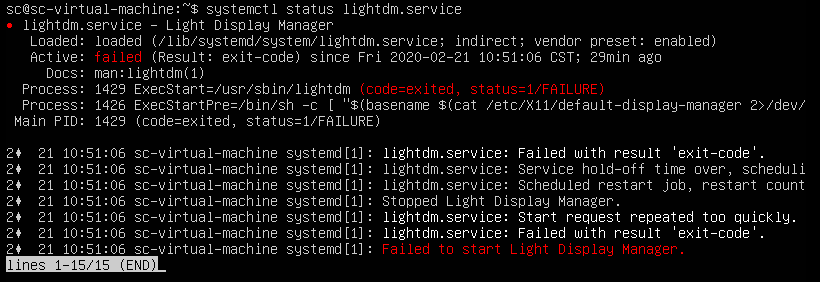 sc@sc-virtual-machine:~$ systemctl status lightdm.service
● lightdm.service - Light Display Manager
Loaded: loaded (/lib/systemd/system/lightdm.service; indirect; vendor preset: enabled)
Active: failed (Result: exit-code) since Fri 2020-02-21 10:51:06 CST; 29min ago
Docs: man:lightdm(1)
Process: 1429 ExecStart=/usr/sbin/lightdm (code=exited, status=1/FAILURE)
Process: 1426 ExecStartPre=/bin/sh -c [ "$(basename $(cat /etc/X11/default-display-manager 2>/dev/
Main PID: 1429 (code=exited, status=1/FAILURE)
2♦ 21 10:51:06 sc-virtual-machine systemd[1]: lightdm.service: Failed with result 'exit-code'.
2♦ 21 10:51:06 sc-virtual-machine systemd[1]: lightdm.service: Service hold-off time over, scheduli
2♦ 21 10:51:06 sc-virtual-machine systemd[1]: lightdm.service: Scheduled restart job, restart count
2♦ 21 10:51:06 sc-virtual-machine systemd[1]: Stopped Light Display Manager.
2♦ 21 10:51:06 sc-virtual-machine systemd[1]: lightdm.service: Start request repeated too quickly.
2♦ 21 10:51:06 sc-virtual-machine systemd[1]: lightdm.service: Failed with result 'exit-code'.
2♦ 21 10:51:06 sc-virtual-machine systemd[1]: Failed to start Light Display Manager.
lines 1-15/15 (END)